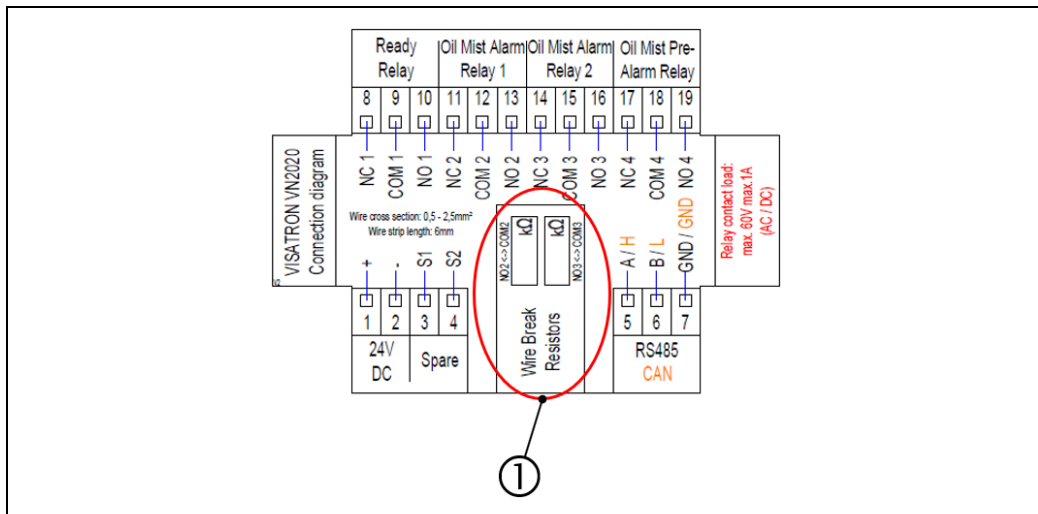 Ready
Relay
Oil Mist Alarm
Relay 1
Oil Mist Alarm
Relay 2
Oil Mist Pre-
Alarm Relay
8 9 10 11 12 13 14 15 16 17 18 19
NC 1
COM 1
NO 1
NC 2
COM 2
NO 2
NC 3
COM 3
NO 3
NC 4
COM 4
NO 4
VISATRON VN2020
Connection diagram
Wire cross section: 0,5 - 2,5mm²
Wire strip length: 6mm
+
-
S1
S2
NO2 <-> COM2
kΩ
kΩ
NO3 <-> COM3
Wire Break
Resistors
A / H
B / L
GND / GND
Relay contact load:
max. 60V max.1A
(AC / DC)
1 2 3 4
5 6 7
24V
DC
Spare
RS485
CAN
1